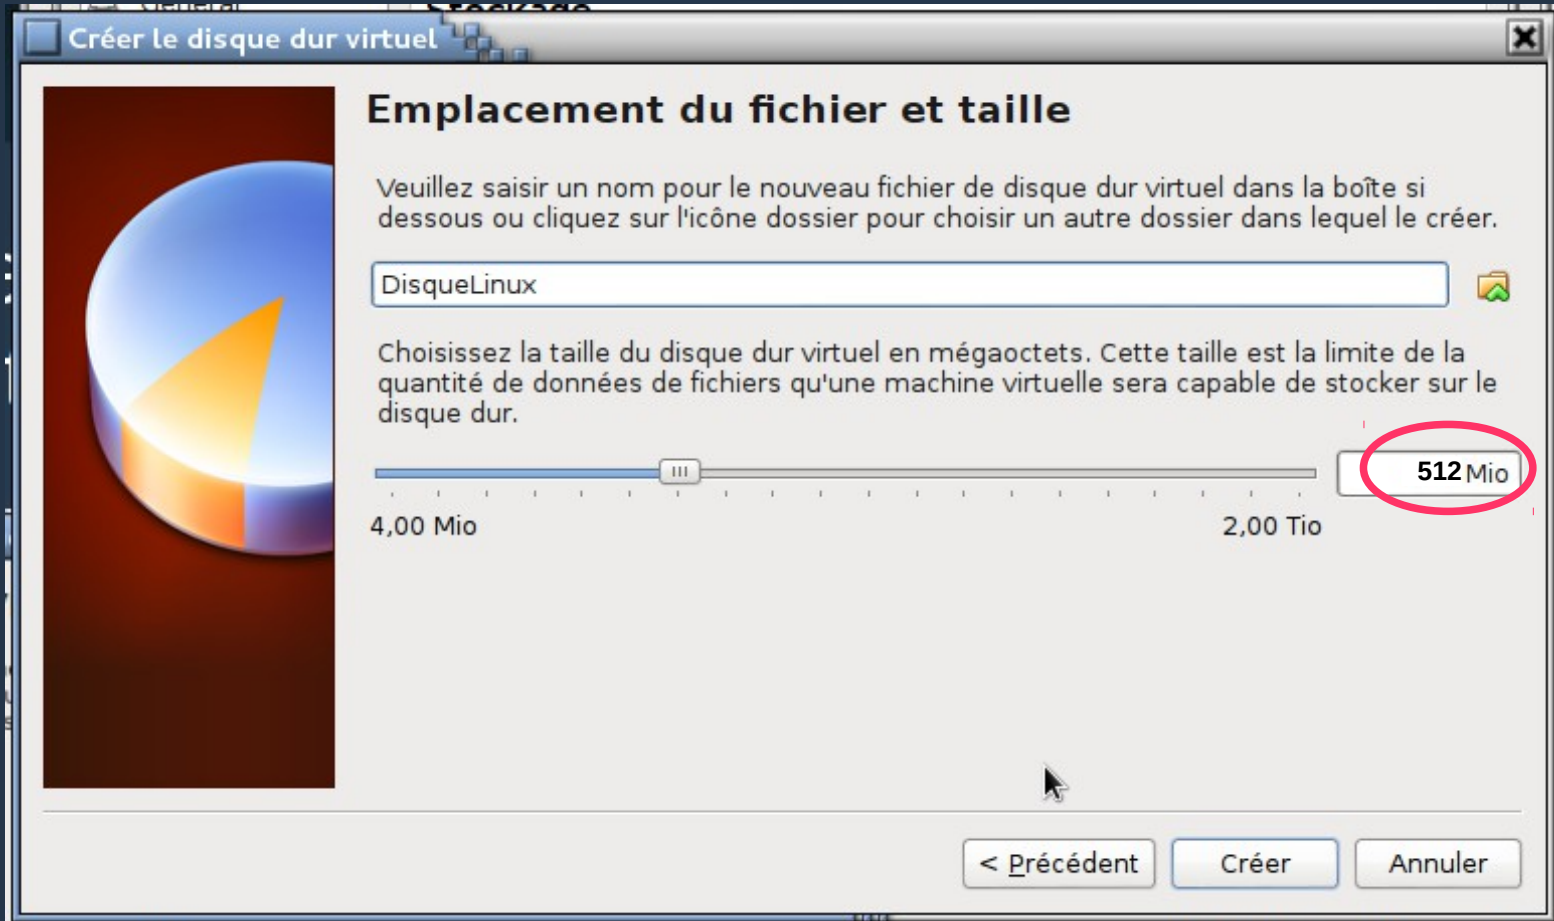 Général
Stockage
Créer le disque dur virtuel
Emplacement du fichier et taille
Veuillez saisir un nom pour le nouveau fichier de disque dur virtuel dans la boîte si
dessous ou cliquez sur l'icône dossier pour choisir un autre dossier dans lequel le créer.
DisqueLinux
Choisissez la taille du disque dur virtuel en mégaoctets. Cette taille est la limite de la
quantité de données de fichiers qu'une machine virtuelle sera capable de stocker sur le
disque dur.
512 Mio
4,00 Mio
2,00 Tio
< Précédent
Créer
Annuler